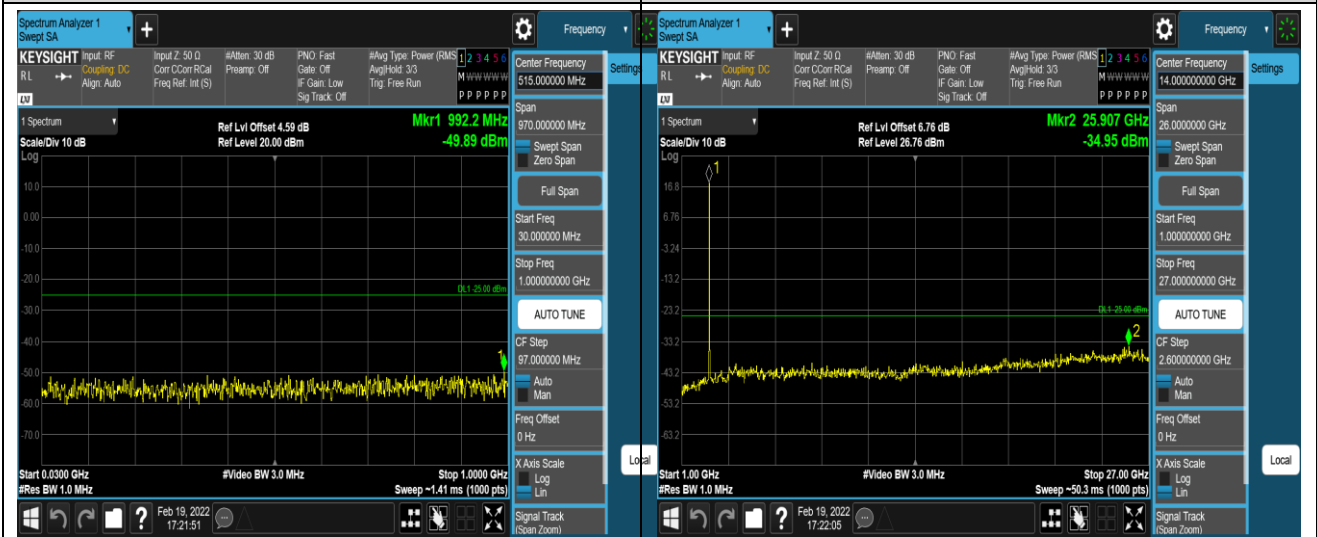 Spectrum Analyzer 1
Swept SA
+
Frequency
KEYSIGHT
Input: RF
Coupling: DC
Align: Auto
Input Z: 50 Ω
Corr CCorr RCal
Freq Ref: Int (S)
#Atten: 30 dB
Preamp: Off
PNO: Fast
Gate: Off
IF Gain: Low
Sig Track: Off
#Avg Type: Power (RMS
Avg|Hold: 3/3
Trig: Free Run
1 2 3 4 5 6
M W W W W W
P P P P P P
RL
LXI
Center Frequency
515.000000 MHz
Settings
Span
970.000000 MHz
Swept Span
Zero Span
Full Span
Start Freq
30.000000 MHz
Stop Freq
1.000000000 GHz
AUTO TUNE
CF Step
97.000000 MHz
Auto
Man
Freq Offset
0 Hz
X Axis Scale
Log
Lin
Signal Track
(Span Zoom)
Local
1 Spectrum
Scale/Div 10 dB
Log
Ref Lvl Offset 4.59 dB
Ref Level 20.00 dBm
Mkr1 992.2 MHz
-49.89 dBm
10.0
0.00
-10.0
-20.0
DL1 -25.00 dBm
-30.0
-40.0
1
-50.0
-60.0
-70.0
Start 0.0300 GHz
#Res BW 1.0 MHz
#Video BW 3.0 MHz
Stop 1.0000 GHz
Sweep ~1.41 ms (1000 pts)
?
Feb 19, 2022
17:21:51
Spectrum Analyzer 1
Swept SA
+
Frequency
KEYSIGHT
Input: RF
Coupling: DC
Align: Auto
Input Z: 50 Ω
Corr CCorr RCal
Freq Ref: Int (S)
#Atten: 30 dB
Preamp: Off
PNO: Fast
Gate: Off
IF Gain: Low
Sig Track: Off
#Avg Type: Power (RMS
Avg|Hold: 3/3
Trig: Free Run
1 2 3 4 5 6
M W W W W W
P P P P P P
RL
LXI
Center Frequency
14.000000000 GHz
Settings
Span
26.0000000 GHz
Swept Span
Zero Span
Full Span
Start Freq
1.000000000 GHz
Stop Freq
27.000000000 GHz
AUTO TUNE
CF Step
2.600000000 GHz
Auto
Man
Freq Offset
0 Hz
X Axis Scale
Log
Lin
Signal Track
(Span Zoom)
Local
1 Spectrum
Scale/Div 10 dB
Log
Ref Lvl Offset 6.76 dB
Ref Level 26.76 dBm
Mkr2 25.907 GHz
-34.95 dBm
1
16.8
6.76
-3.24
-13.2
-23.2
DL1 -25.00 dBm
2
-33.2
-43.2
-53.2
-63.2
Start 1.00 GHz
#Res BW 1.0 MHz
#Video BW 3.0 MHz
Stop 27.00 GHz
Sweep ~50.3 ms (1000 pts)
?
Feb 19, 2022
17:22:05